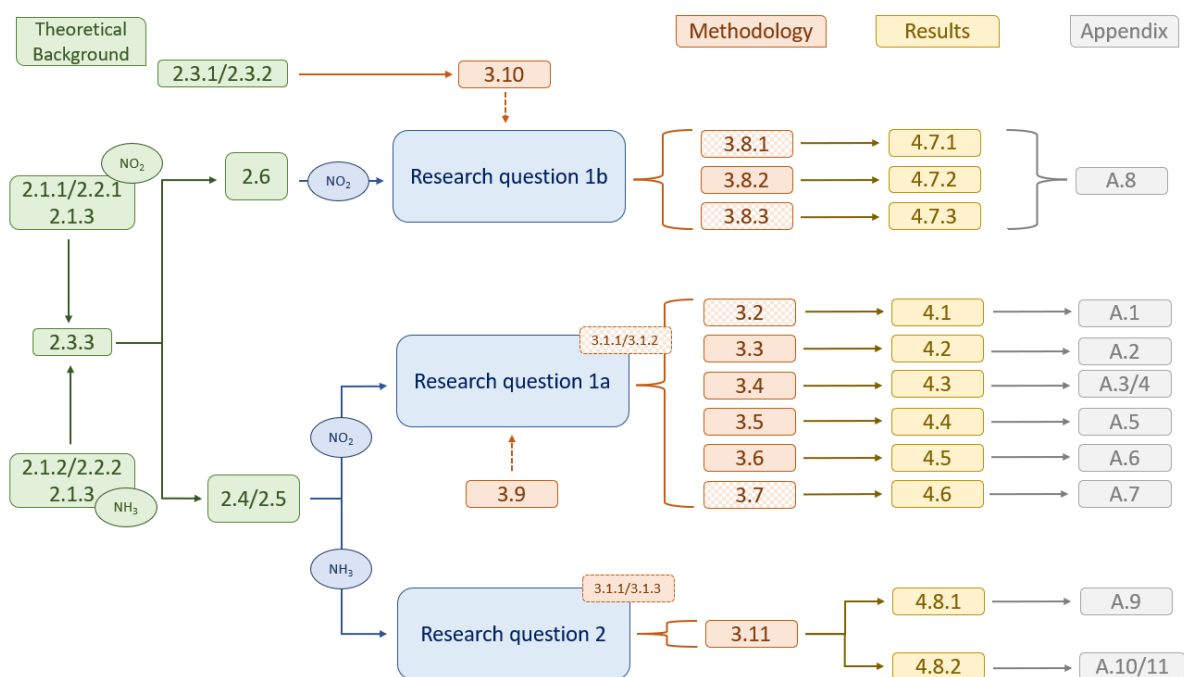 Theoretical
Background
Methodology
Results
Appendix
2.3.1/2.3.2
3.10
NO₂
2.1.1/2.2.1
2.1.3
2.6
NO₂
Research question 1b
3.8.1
4.7.1
3.8.2
4.7.2
3.8.3
4.7.3
A.8
2.3.3
3.1.1/3.1.2
Research question 1a
3.2
4.1
A.1
3.3
4.2
A.2
3.4
4.3
A.3/4
3.5
4.4
A.5
3.6
4.5
A.6
3.7
4.6
A.7
NO₂
3.9
2.1.2/2.2.2
2.1.3
NH₃
2.4/2.5
NH₃
3.1.1/3.1.3
Research question 2
3.11
4.8.1
A.9
4.8.2
A.10/11